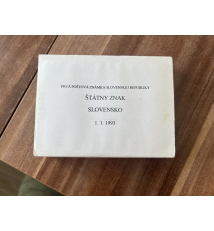 PRVÁ POŠTOVÁ ZNÁMKA SLOVENSKEJ REPUBLIKY
ŠTÁTNY ZNAK
SLOVENSKO
1. 1. 1993